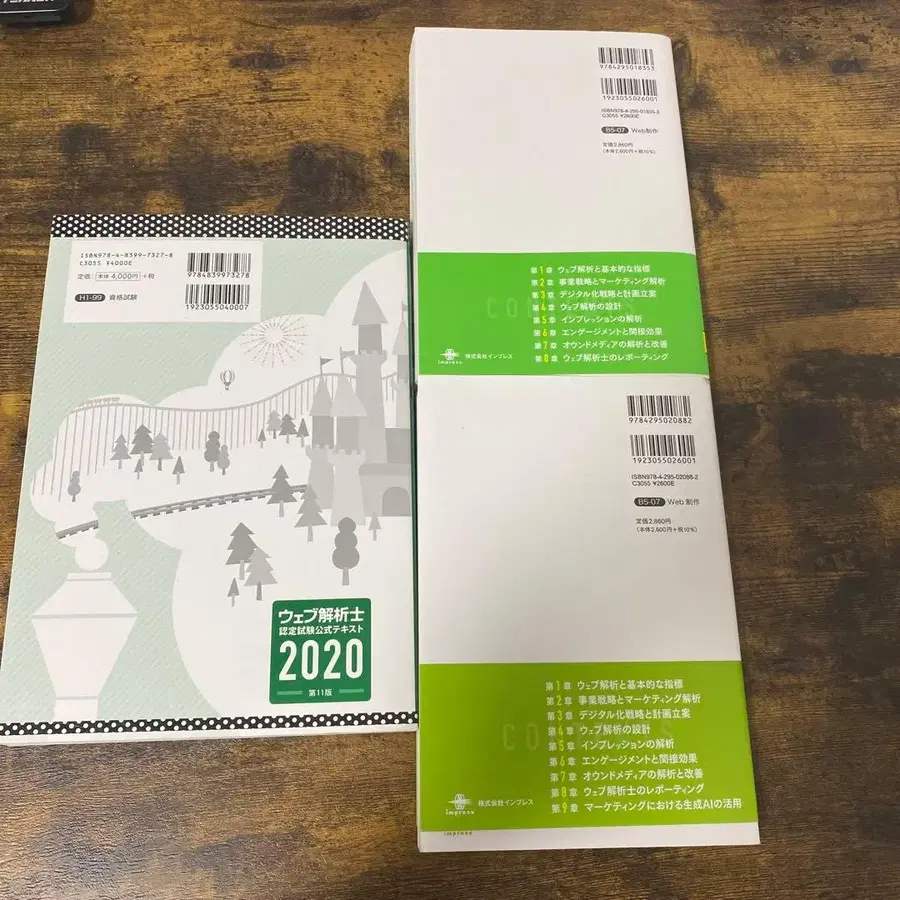 ISBN978-4-8399-7327-8
C3055 ¥4000E
定価: 本体 4,000円 +税
H1-99 資格試験
9784839973278
1923055040007
ウェブ解析士
認定試験公式テキスト
2020
第11版
9784295018353
1923055026001
ISBN978-4-295-01835-3
C3055 ¥2600E
B5-07 Web制作
定価2,860円
(本体2,600円+税10%)
第1章 ウェブ解析と基本的な指標
第2章 事業戦略とマーケティング解析
第3章 デジタル化戦略と計画立案
第4章 ウェブ解析の設計
第5章 インプレッションの解析
第6章 エンゲージメントと間接効果
第7章 オウンドメディアの解析と改善
第8章 ウェブ解析士のレポーティング
impress 株式会社インプレス
9784295020882
1923055026001
ISBN978-4-295-02088-2
C3055 ¥2600E
B5-07 Web制作
定価2,860円
(本体2,600円+税10%)
第1章 ウェブ解析と基本的な指標
第2章 事業戦略とマーケティング解析
第3章 デジタル化戦略と計画立案
第4章 ウェブ解析の設計
第5章 インプレッションの解析
第6章 エンゲージメントと間接効果
第7章 オウンドメディアの解析と改善
第8章 ウェブ解析士のレポーティング
第9章 マーケティングにおける生成AIの活用
impress 株式会社インプレス
impress